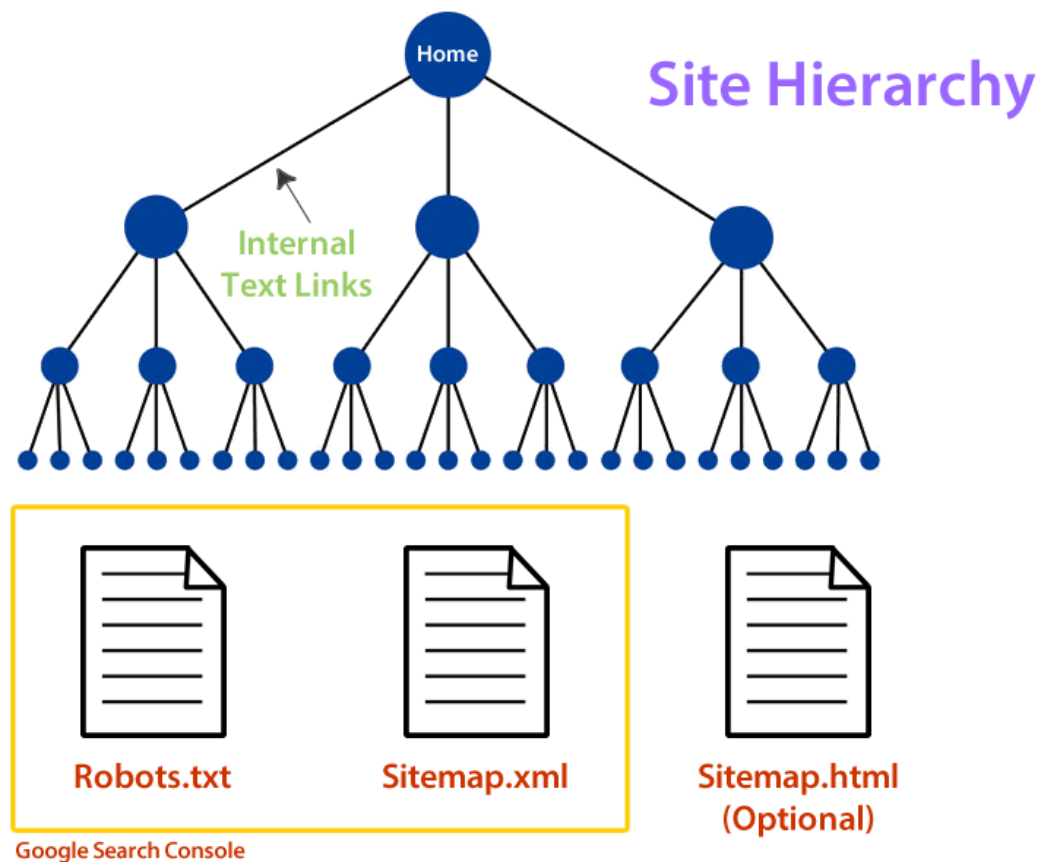 Home
Site Hierarchy
Internal
Text Links
Robots.txt
Sitemap.xml
Sitemap.html
(Optional)
Google Search Console